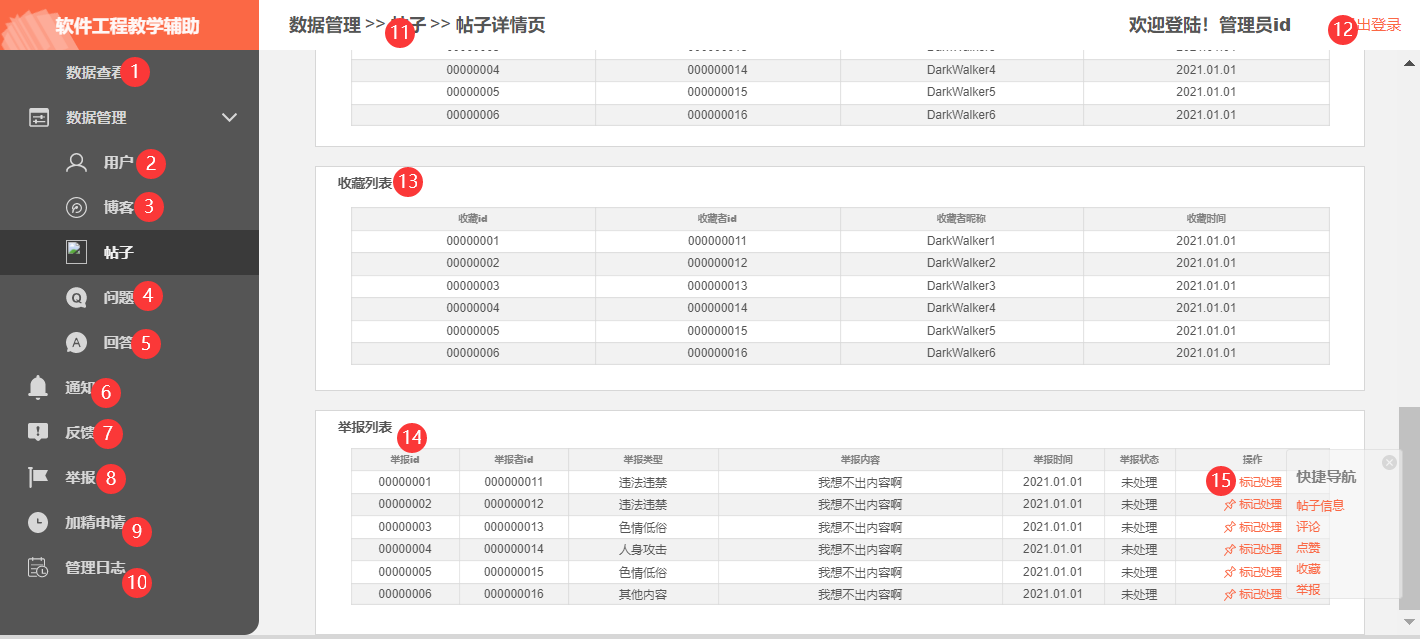 软件工程教学辅助
数据管理 >> 帖子 >> 帖子详情页
11
欢迎登陆！管理员id
12
出登录
数据查看
1
数据管理
用户
2
博客
3
帖子
问题
4
回答
5
通知
6
反馈
7
举报
8
加精申请
9
管理日志
10
00000004 000000014 DarkWalker4 2021.01.01
00000005 000000015 DarkWalker5 2021.01.01
00000006 000000016 DarkWalker6 2021.01.01
收藏列表
13
收藏id 收藏者id 收藏者昵称 收藏时间
00000001 000000011 DarkWalker1 2021.01.01
00000002 000000012 DarkWalker2 2021.01.01
00000003 000000013 DarkWalker3 2021.01.01
00000004 000000014 DarkWalker4 2021.01.01
00000005 000000015 DarkWalker5 2021.01.01
00000006 000000016 DarkWalker6 2021.01.01
举报列表
14
举报id 举报者id 举报类型 举报内容 举报时间 举报状态 操作
00000001 000000011 违法违禁 我想不出内容啊 2021.01.01 未处理 15 标记处理
00000002 000000012 违法违禁 我想不出内容啊 2021.01.01 未处理 标记处理
00000003 000000013 色情低俗 我想不出内容啊 2021.01.01 未处理 标记处理
00000004 000000014 人身攻击 我想不出内容啊 2021.01.01 未处理 标记处理
00000005 000000015 色情低俗 我想不出内容啊 2021.01.01 未处理 标记处理
00000006 000000016 其他内容 我想不出内容啊 2021.01.01 未处理 标记处理
快捷导航
帖子信息
评论
点赞
收藏
举报